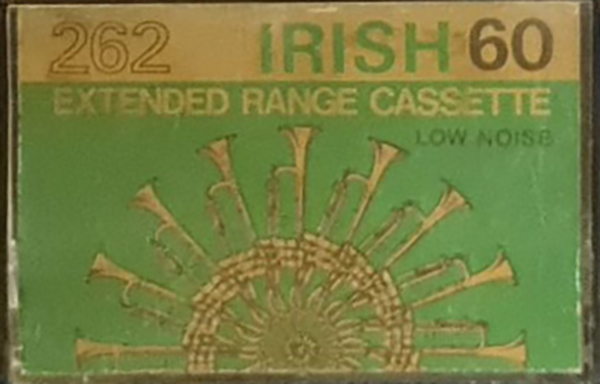 262 IRISH 60
EXTENDED RANGE CASSETTE
LOW NOISE